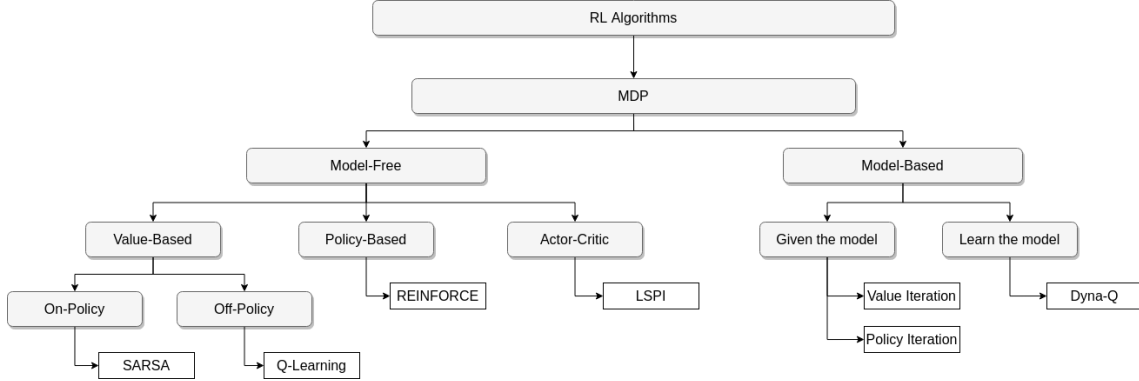 RL Algorithms
MDP
Model-Free
Model-Based
Value-Based
Policy-Based
Actor-Critic
Given the model
Learn the model
On-Policy
Off-Policy
REINFORCE
LSPI
Value Iteration
Dyna-Q
Policy Iteration
SARSA
Q-Learning